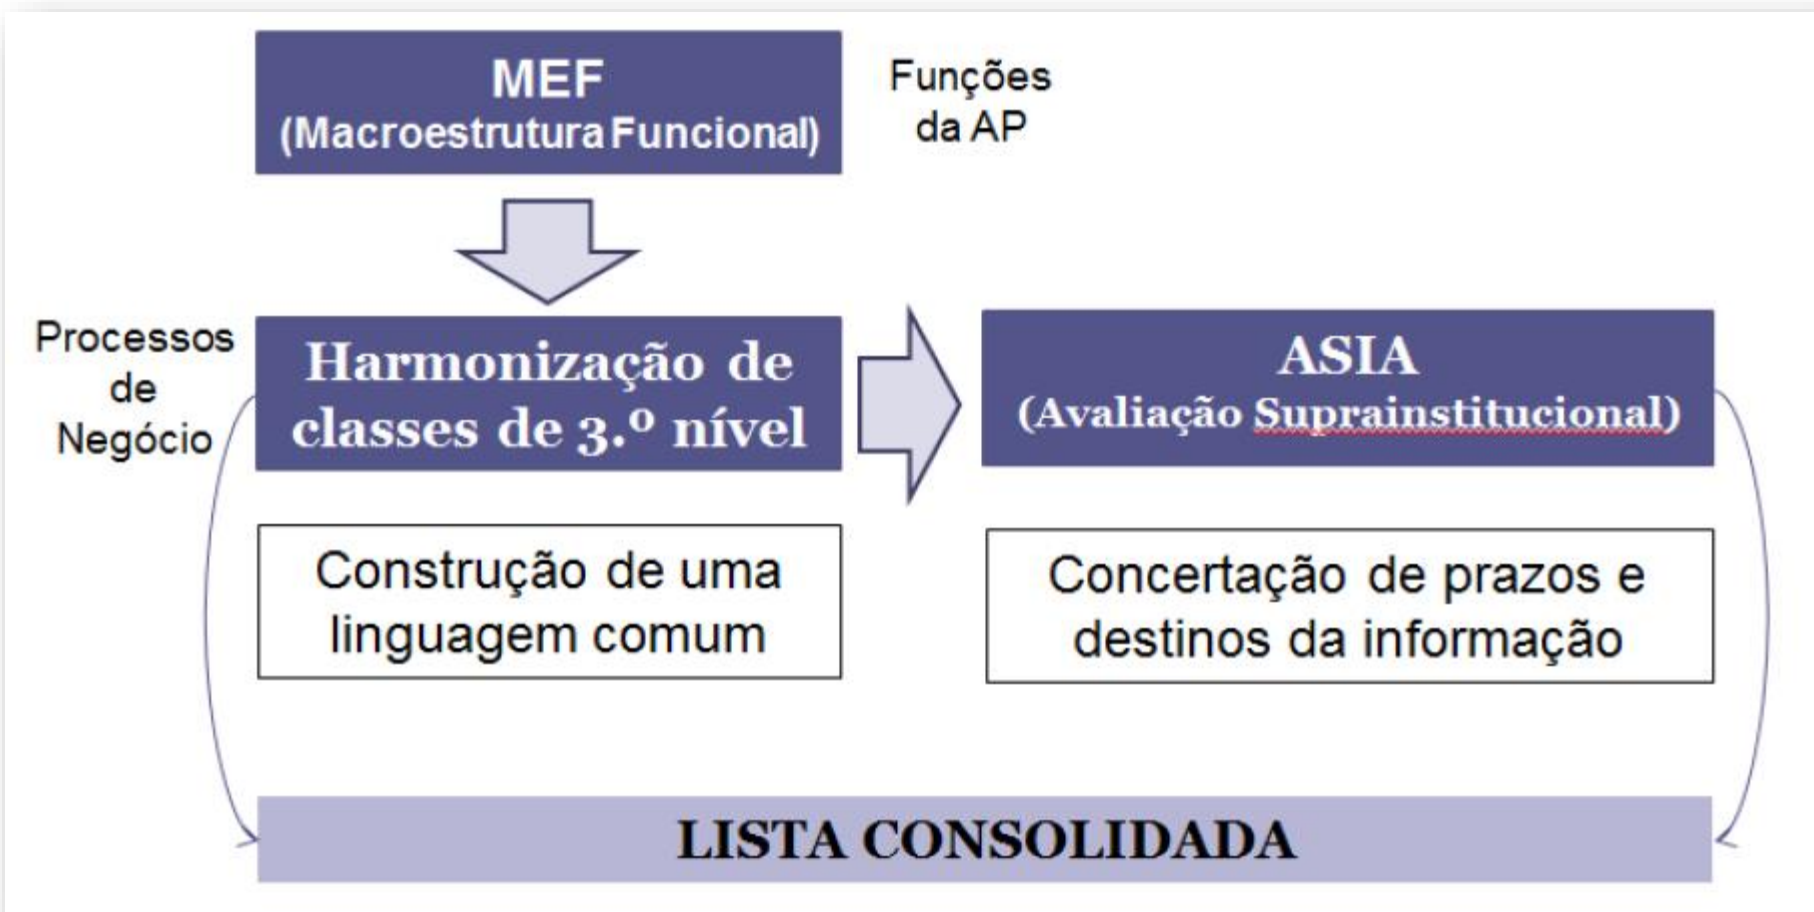 MEF
(Macroestrutura Funcional)
Funções
da AP
Processos
de
Negócio
Harmonização de
classes de 3.º nível
ASIA
(Avaliação Suprainstitucional)
Construção de uma
linguagem comum
Concertação de prazos e
destinos da informação
LISTA CONSOLIDADA